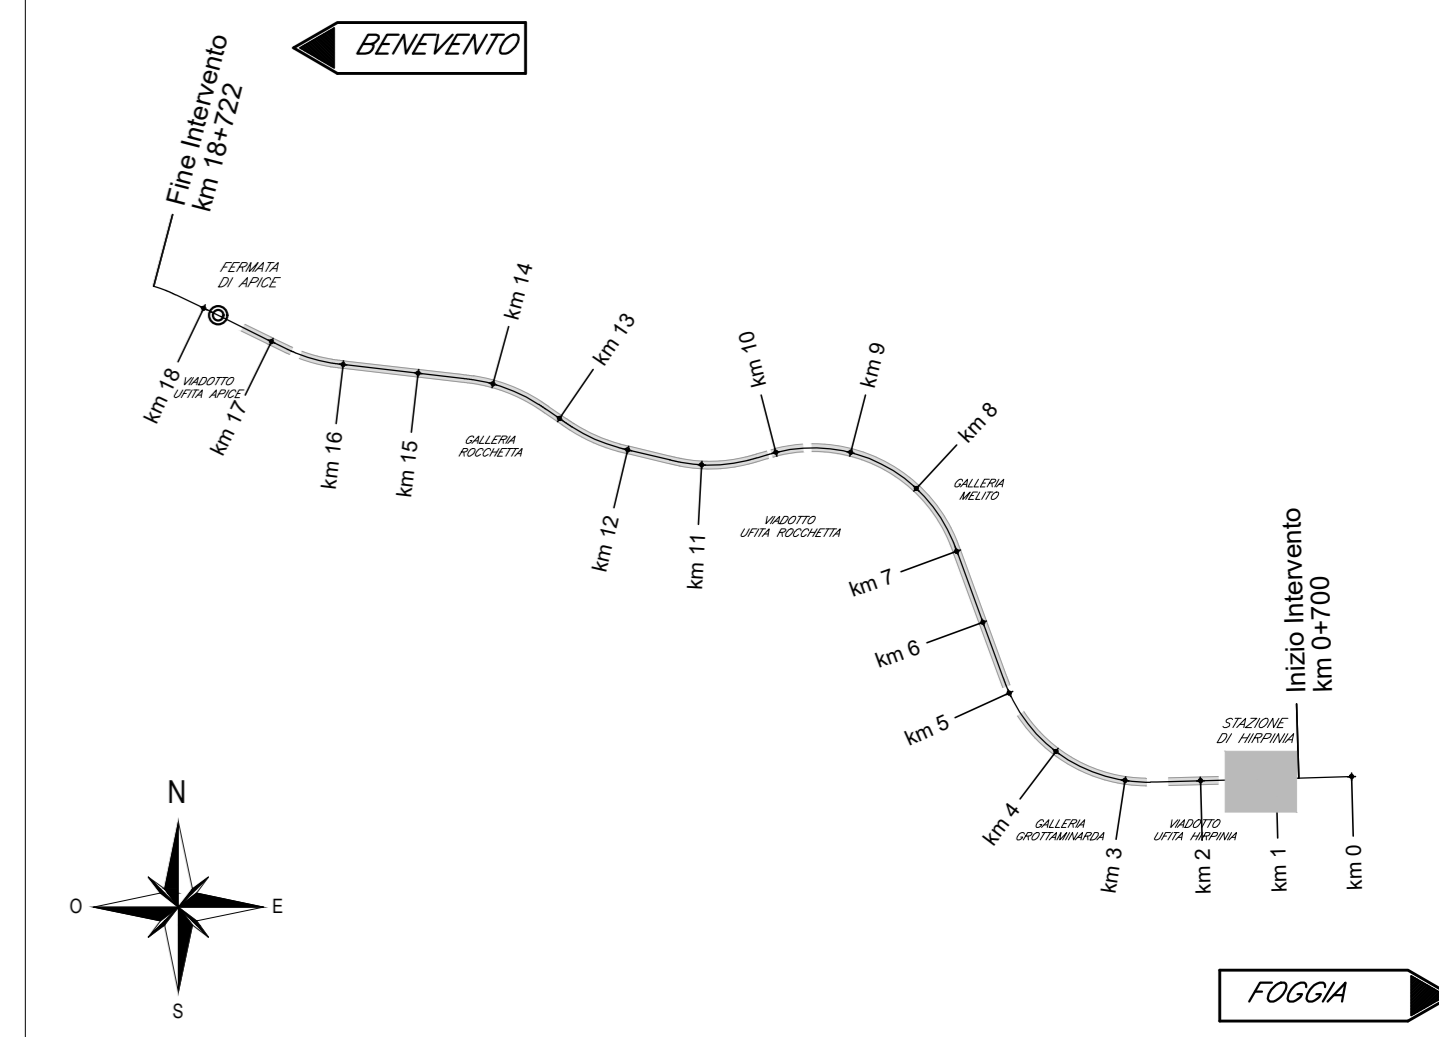 BENEVENTO
Fine Intervento
km 18+722
FERMATA
DI APICE
km 18
VIADOTTO
UFITA APICE
km 17
km 16
km 15
km 14
GALLERIA
ROCCHETTA
km 13
km 12
km 11
km 10
VIADOTTO
UFITA ROCCHETTA
km 9
km 8
GALLERIA
MELITO
km 7
km 6
km 5
km 4
GALLERIA
GROTTAMINARDA
km 3
VIADOTTO
UFITA HIRPINIA
km 2
STAZIONE
DI HIRPINIA
km 1
Inizio Intervento
km 0+700
km 0
N
O
E
S
FOGGIA